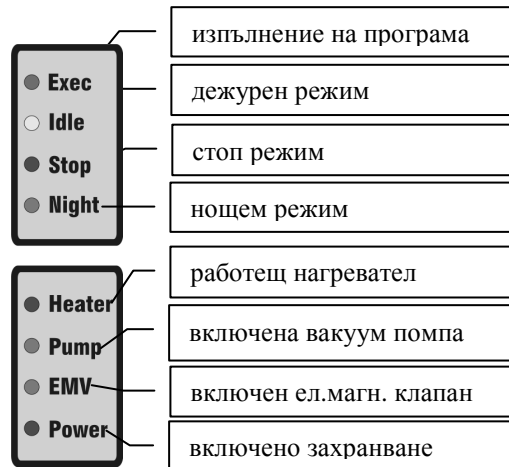 изпълнение на програма
Exec
дежурен режим
Idle
стоп режим
Stop
Night
нощем режим
Heater
работещ нагревател
Pump
включена вакуум помпа
EMV
включен ел.магн. клапан
Power
включено захранване